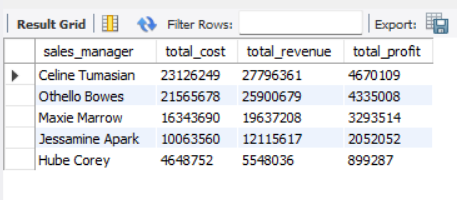 Result Grid Filter Rows: Export:
sales_manager total_cost total_revenue total_profit
Celine Tumasian 23126249 27796361 4670109
Othello Bowes 21565678 25900679 4335008
Maxie Marrow 16343690 19637208 3293514
Jessamine Apark 10063560 12115617 2052052
Hube Corey 4648752 5548036 899287